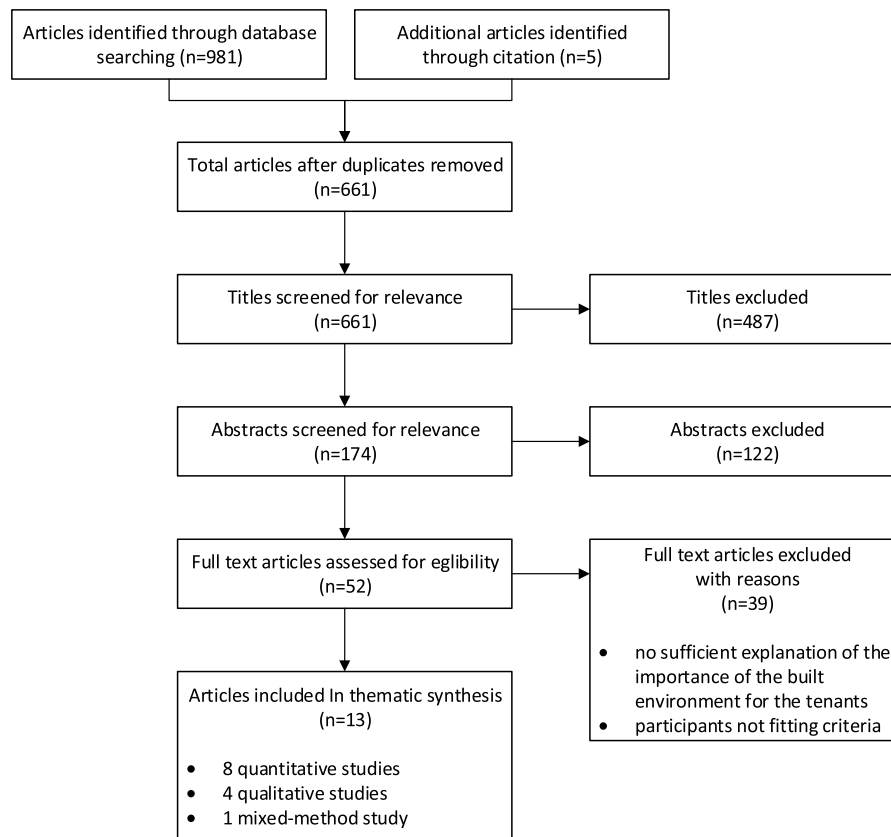 Articles identified through database
searching (n=981)
Additional articles identified
through citation (n=5)
Total articles after duplicates removed
(n=661)
Titles screened for relevance
(n=661)
Titles excluded
(n=487)
Abstracts screened for relevance
(n=174)
Abstracts excluded
(n=122)
Full text articles assessed for eglibility
(n=52)
Full text articles excluded
with reasons
(n=39)
• no sufficient explanation of the
importance of the built
environment for the tenants
• participants not fitting criteria
Articles included In thematic synthesis
(n=13)
• 8 quantitative studies
• 4 qualitative studies
• 1 mixed-method study